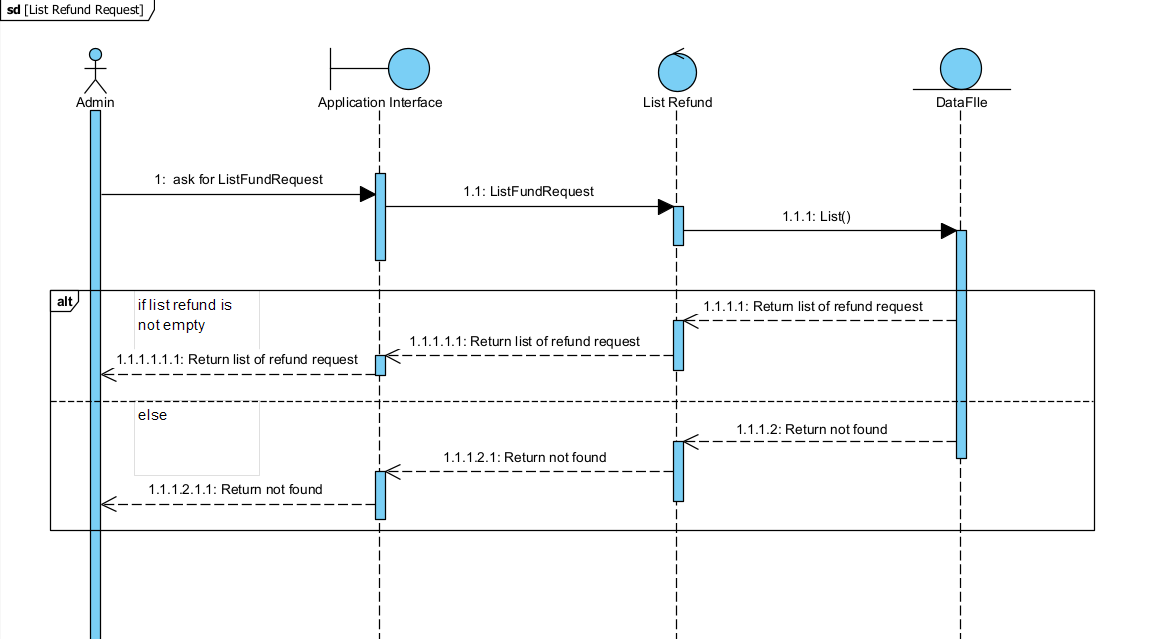 sd [List Refund Request]
Admin
Application Interface
List Refund
DataFIle
1:  ask for ListFundRequest
1.1: ListFundRequest
1.1.1: List()
alt
if list refund is
not empty
1.1.1.1: Return list of refund request
1.1.1.1.1: Return list of refund request
1.1.1.1.1.1: Return list of refund request
else
1.1.1.2: Return not found
1.1.1.2.1: Return not found
1.1.1.2.1.1: Return not found